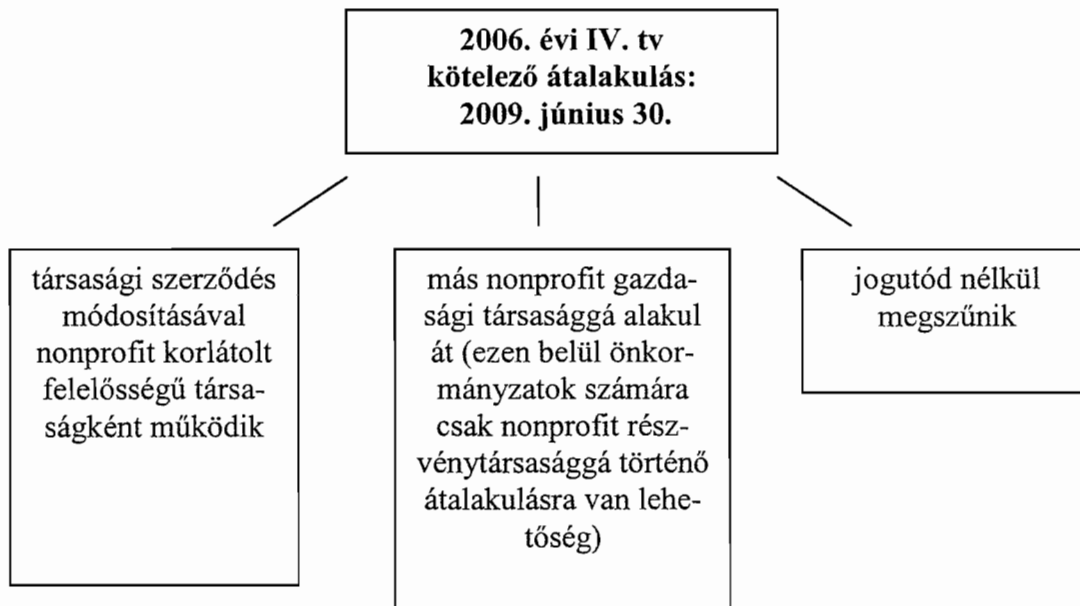 2006. évi IV. tv
kötelező átalakulás:
2009. június 30.
társasági szerződés
módosításával
nonprofit korlátolt
felelősségű társa-
ságként működik
más nonprofit gazda-
sági társasággá alakul
át (ezen belül önkor-
mányzatok számára
csak nonprofit rész-
vénytársasággá történő
átalakulásra van lehe-
tőség)
jogutód nélkül
megszűnik